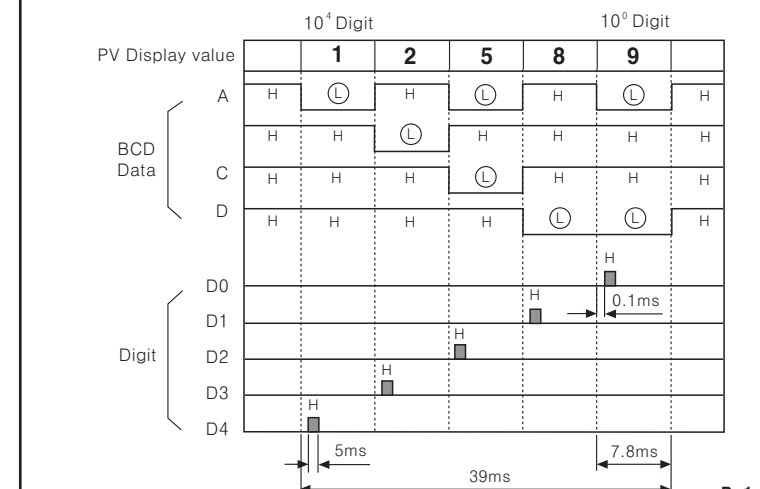 10⁴ Digit 10⁰ Digit
PV Display value 1 2 5 8 9
A H L H L H L H
H H L H H H H
BCD Data
C H H H L H H H
D H H H H L L H
H
D0
H 0.1ms
D1
H
Digit D2
H
D3
H
D4
5ms 7.8ms
39ms